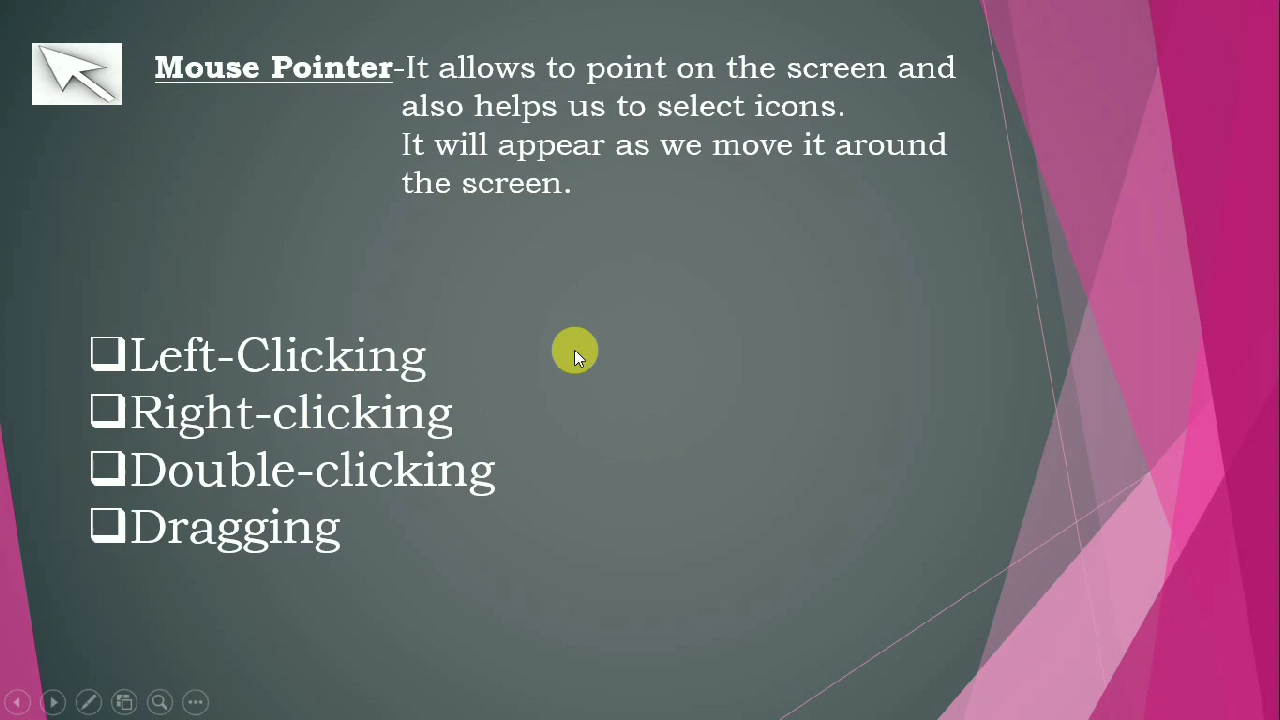 Mouse Pointer-It allows to point on the screen and
also helps us to select icons.
It will appear as we move it around
the screen.
Left-Clicking
Right-clicking
Double-clicking
Dragging